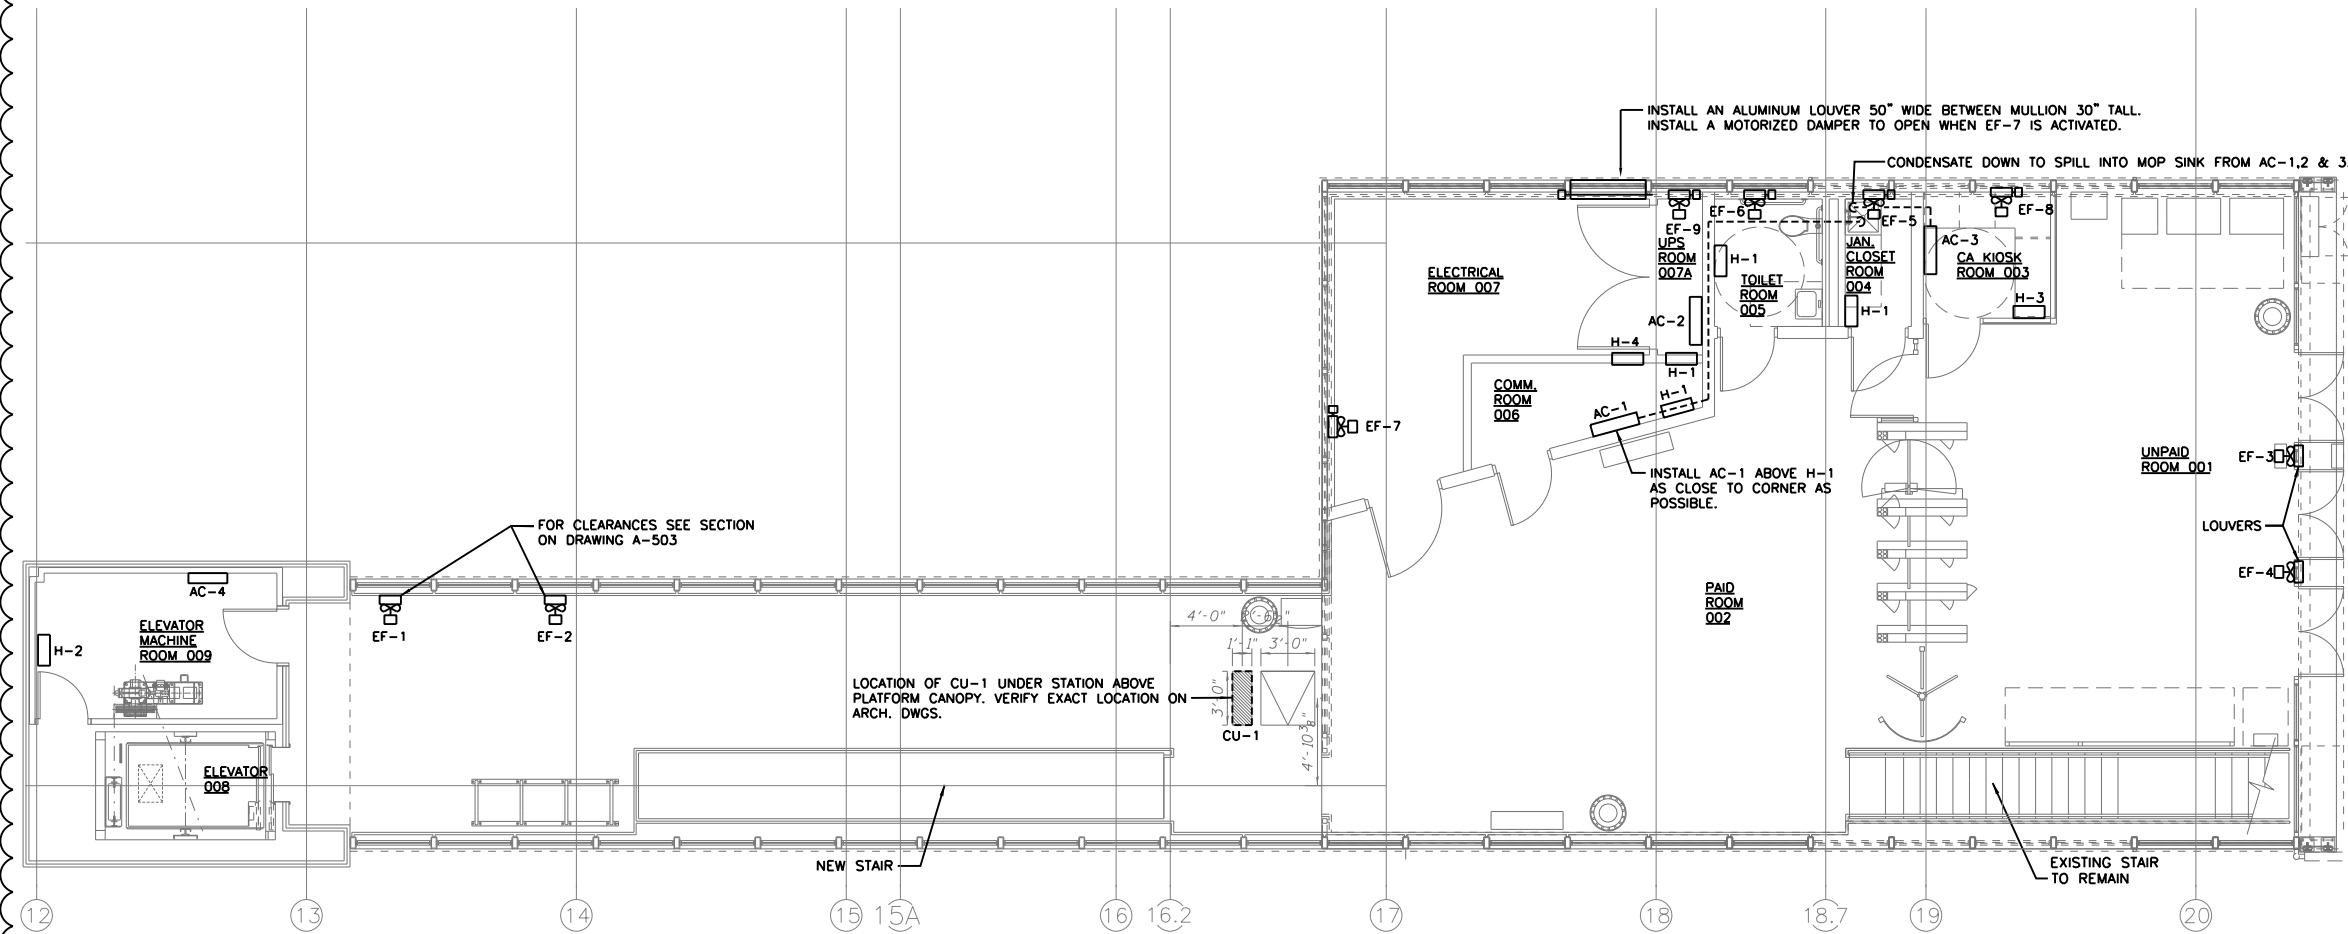 INSTALL AN ALUMINUM LOUVER 50" WIDE BETWEEN MULLION 30" TALL.
INSTALL A MOTORIZED DAMPER TO OPEN WHEN EF-7 IS ACTIVATED.
CONDENSATE DOWN TO SPILL INTO MOP SINK FROM AC-1,2 & 3.
EF-9
EF-6
EF-5
EF-8
UPS
ROOM
007A
ELECTRICAL
ROOM 007
H-1
TOILET
ROOM
005
JAN.
CLOSET
ROOM
004
H-1
AC-3
CA KIOSK
ROOM 003
H-3
AC-2
H-4
H-1
COMM.
ROOM
006
AC-1
H-1
EF-7
INSTALL AC-1 ABOVE H-1
AS CLOSE TO CORNER AS
POSSIBLE.
UNPAID
ROOM 001
EF-3
LOUVERS
EF-4
PAID
ROOM
002
FOR CLEARANCES SEE SECTION
ON DRAWING A-503
AC-4
ELEVATOR
MACHINE
ROOM 009
H-2
EF-1
EF-2
4'-0"
1'-1"
3'-0"
3'-0"
LOCATION OF CU-1 UNDER STATION ABOVE
PLATFORM CANOPY. VERIFY EXACT LOCATION ON
ARCH. DWGS.
CU-1
ELEVATOR
008
NEW STAIR
EXISTING STAIR
TO REMAIN
12
13
14
15
15A
16
16.2
17
18
18.7
19
20